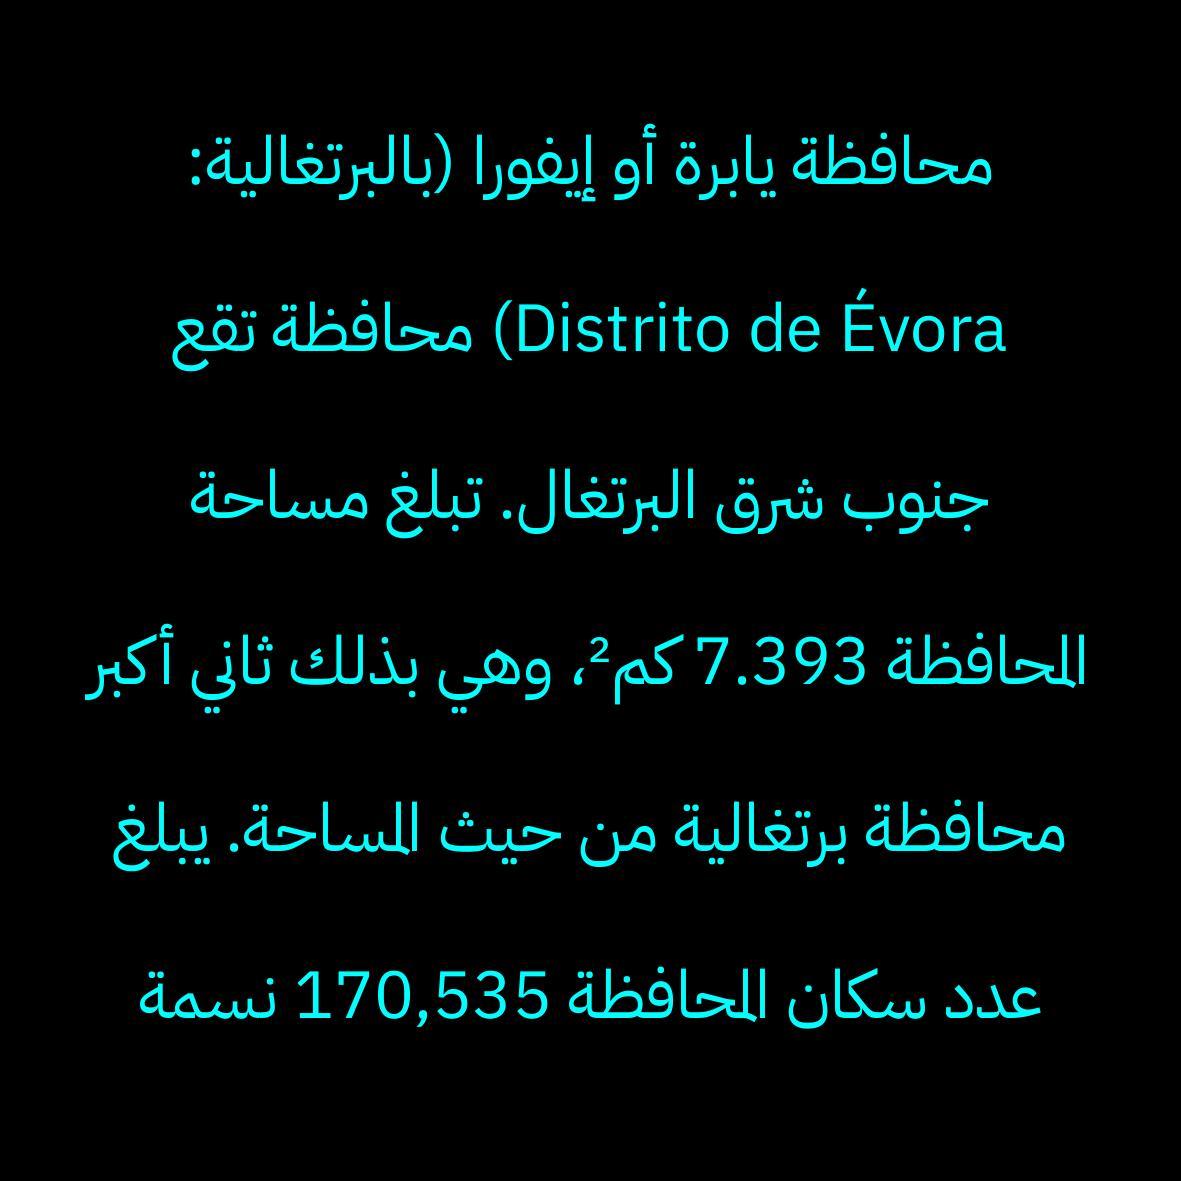 محافظة يابرة أو إيفورا (بالبرتغالية:
Distrito de Évora) محافظة تقع
جنوب شرق البرتغال. تبلغ مساحة
المحافظة 7.393 كم²، وهي بذلك ثاني أكبر
محافظة برتغالية من حيث المساحة. يبلغ
عدد سكان المحافظة 170,535 نسمة